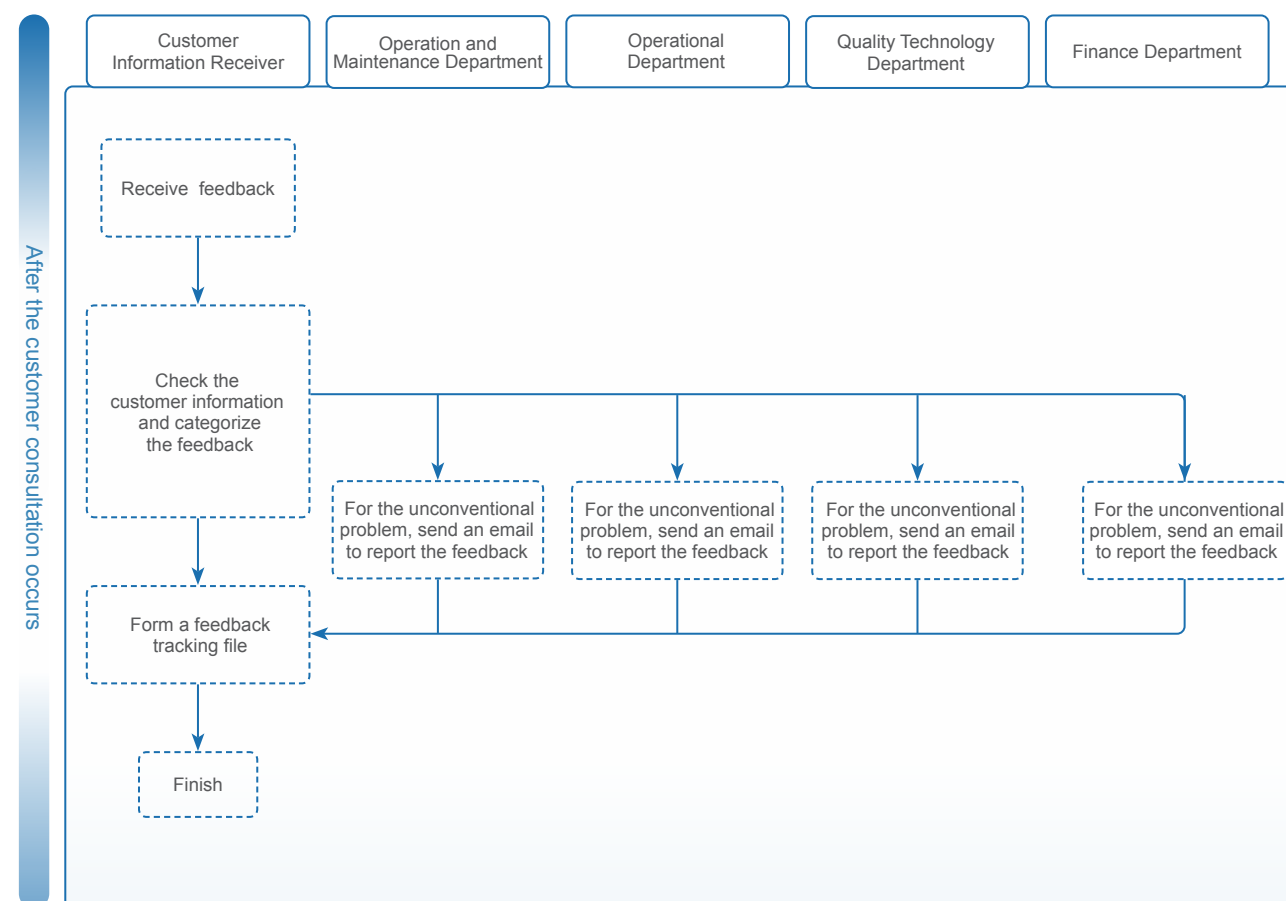 Customer
Information Receiver
Operation and
Maintenance Department
Operational
Department
Quality Technology
Department
Finance Department
After the customer consultation occurs
Receive feedback
Check the
customer information
and categorize
the feedback
For the unconventional
problem, send an email
to report the feedback
For the unconventional
problem, send an email
to report the feedback
For the unconventional
problem, send an email
to report the feedback
For the unconventional
problem, send an email
to report the feedback
Form a feedback
tracking file
Finish